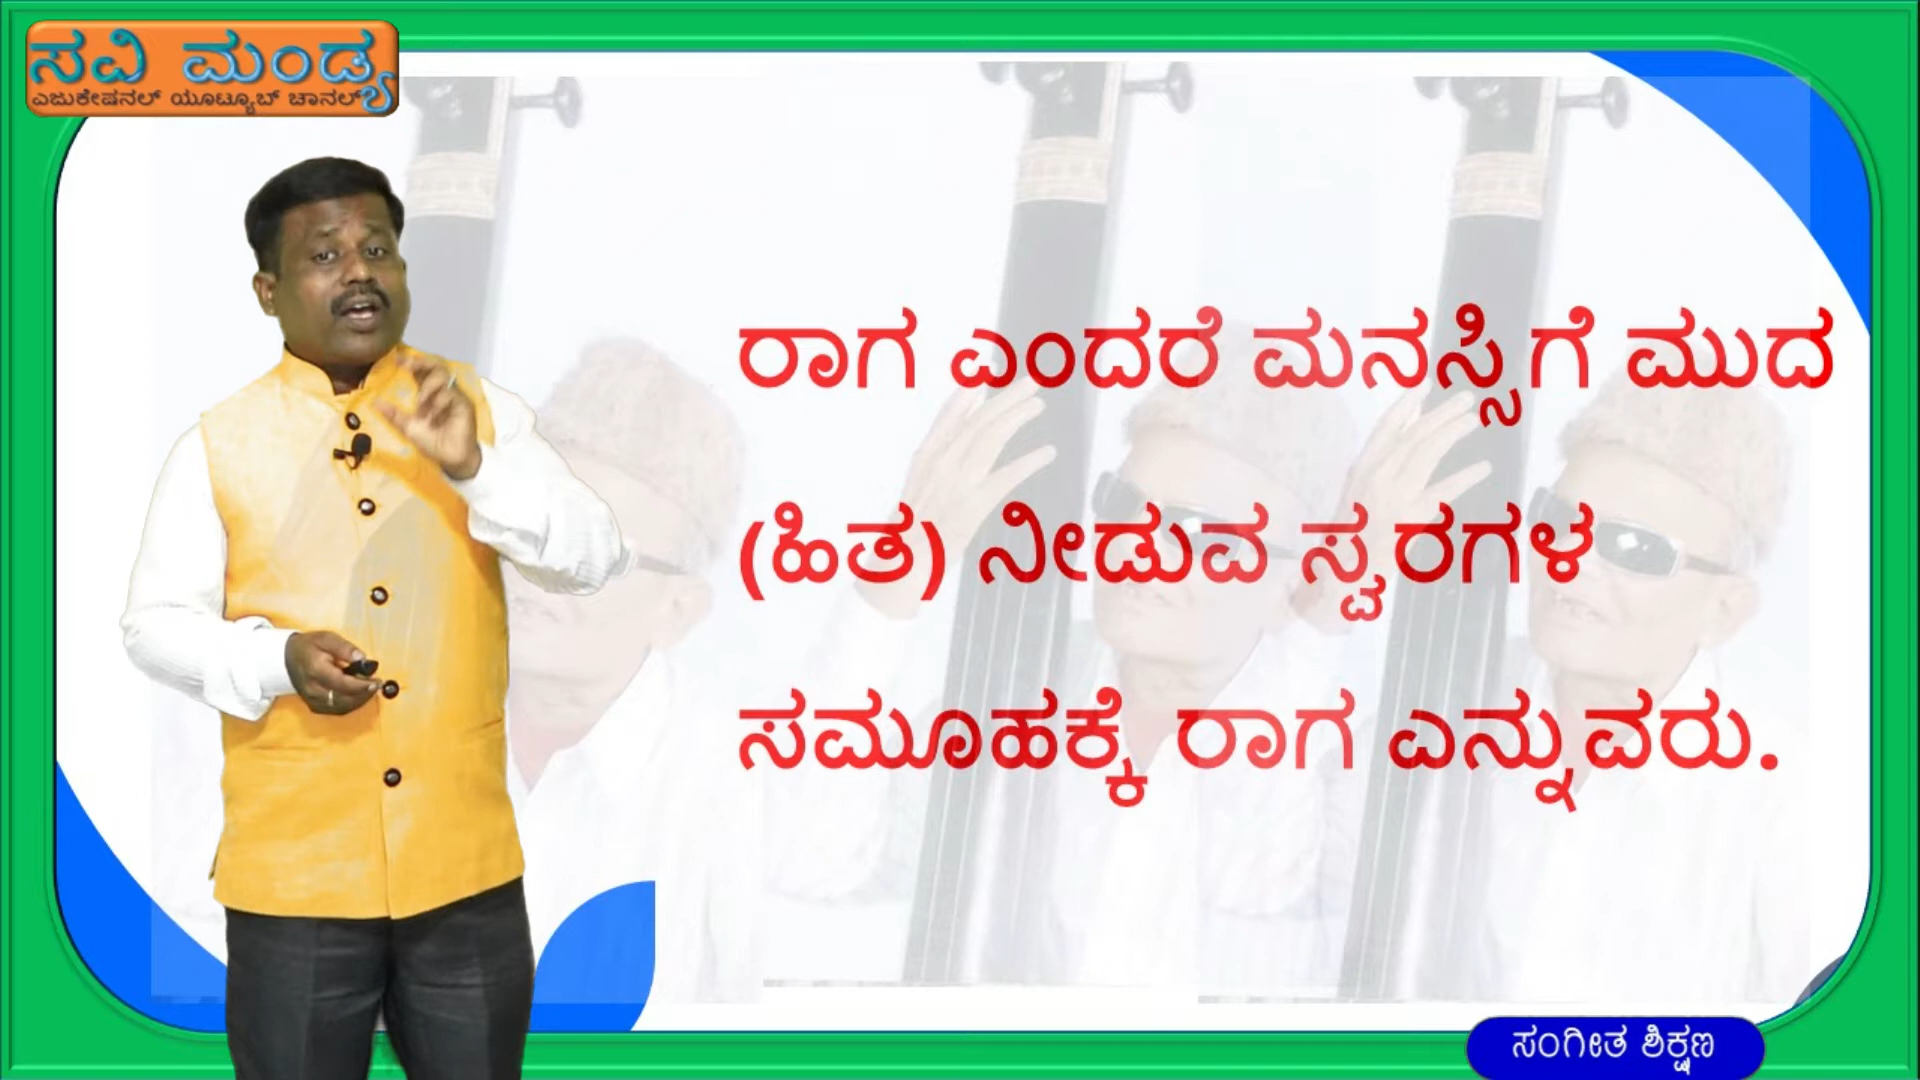 ಸವಿ ಮಂಡ್ಯ
ಎಜುಕೇಷನಲ್ ಯೂಟ್ಯೂಬ್ ಚಾನಲ್
ರಾಗ ಎಂದರೆ ಮನಸ್ಸಿಗೆ ಮುದ
(ಹಿತ) ನೀಡುವ ಸ್ವರಗಳ
ಸಮೂಹಕ್ಕೆ ರಾಗ ಎನ್ನುವರು.
ಸಂಗೀತ ಶಿಕ್ಷಣ